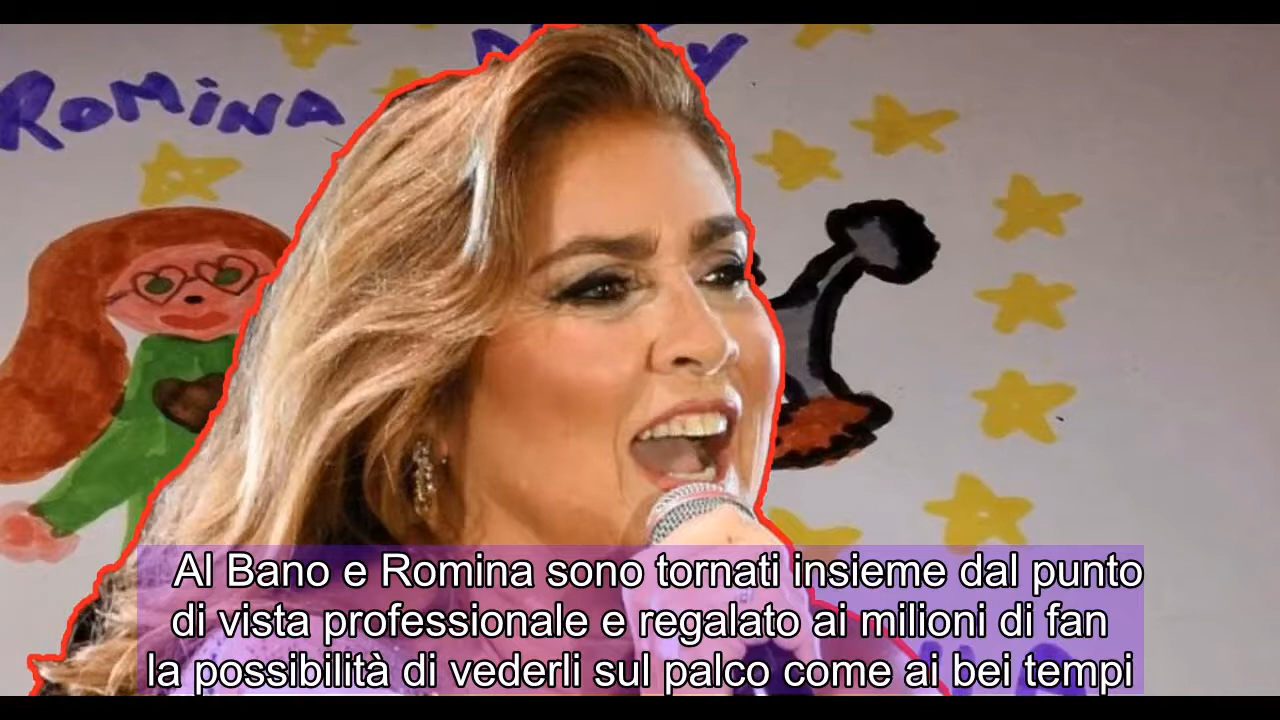 RomiNA
Al Bano e Romina sono tornati insieme dal punto
di vista professionale e regalato ai milioni di fan
la possibilità di vederli sul palco come ai bei tempi